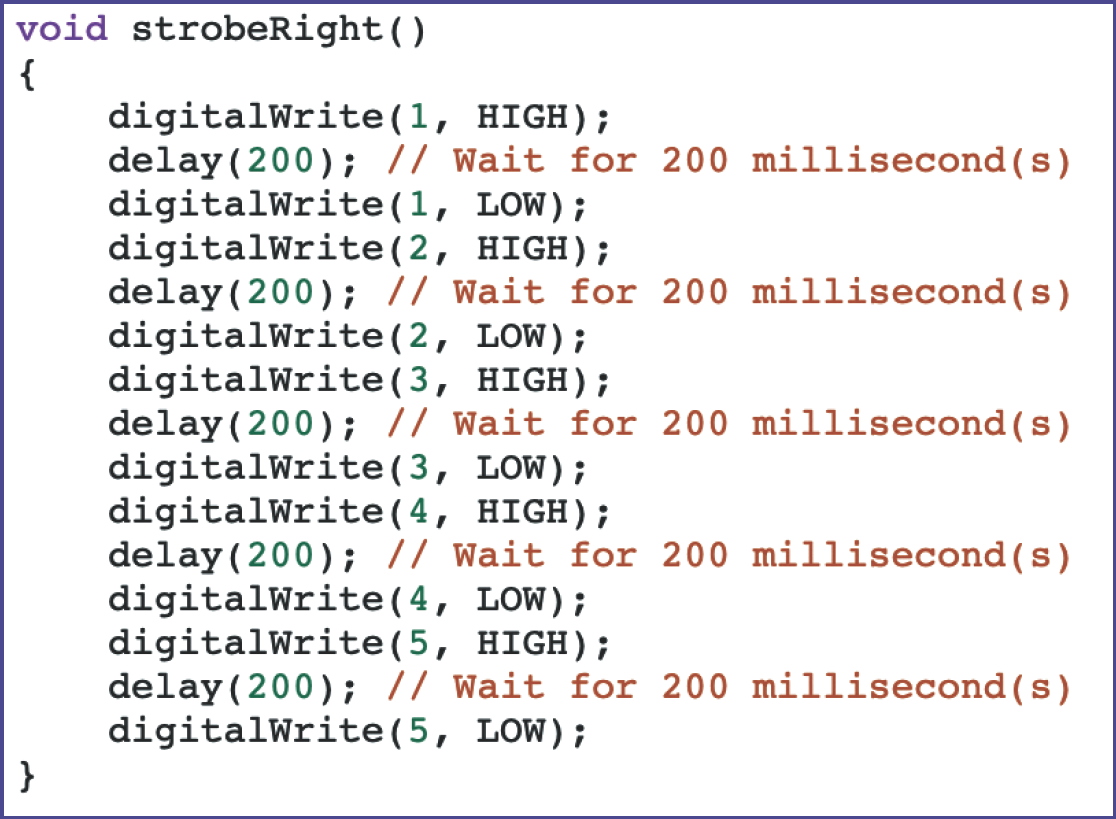 void strobeRight()
{
    digitalWrite(1, HIGH);
    delay(200); // Wait for 200 millisecond(s)
    digitalWrite(1, LOW);
    digitalWrite(2, HIGH);
    delay(200); // Wait for 200 millisecond(s)
    digitalWrite(2, LOW);
    digitalWrite(3, HIGH);
    delay(200); // Wait for 200 millisecond(s)
    digitalWrite(3, LOW);
    digitalWrite(4, HIGH);
    delay(200); // Wait for 200 millisecond(s)
    digitalWrite(4, LOW);
    digitalWrite(5, HIGH);
    delay(200); // Wait for 200 millisecond(s)
    digitalWrite(5, LOW);
}